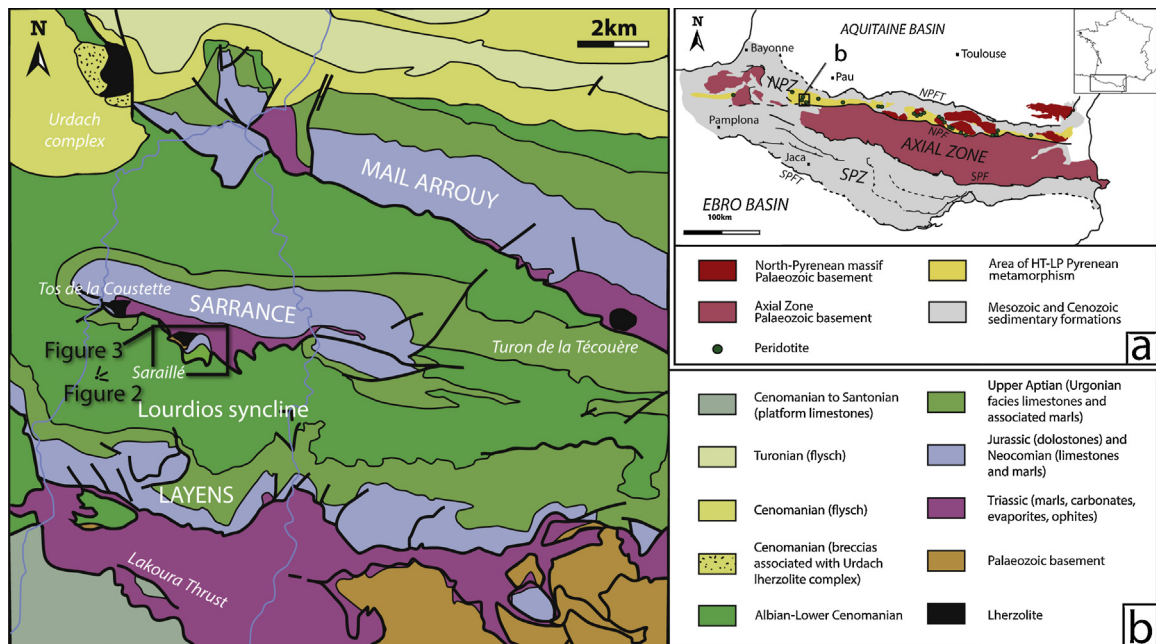 N
2km
Urdach
complex
MAIL ARROUY
Tos de la Coustette
SARRANCE
Figure 3
Saraillé
Figure 2
Turon de la Técouère
Lourdios syncline
LAYENS
Lakoura Thrust
N
AQUITAINE BASIN
Bayonne
b
Toulouse
Pau
NPZ
NPFT
Pamplona
NPF
AXIAL ZONE
Jaca
SPZ
SPF
SPFT
EBRO BASIN
100km
North-Pyrenean massif
Palaeozoic basement
Axial Zone
Palaeozoic basement
Peridotite
Area of HT-LP Pyrenean
metamorphism
Mesozoic and Cenozoic
sedimentary formations
a
Cenomanian to Santonian
(platform limestones)
Turonian (flysch)
Cenomanian (flysch)
Cenomanian (breccias
associated with Urdach
lherzolite complex)
Albian-Lower Cenomanian
Upper Aptian (Urgonian
facies limestones and
associated marls)
Jurassic (dolostones) and
Neocomian (limestones
and marls)
Triassic (marls, carbonates,
evaporites, ophites)
Palaeozoic basement
Lherzolite
b